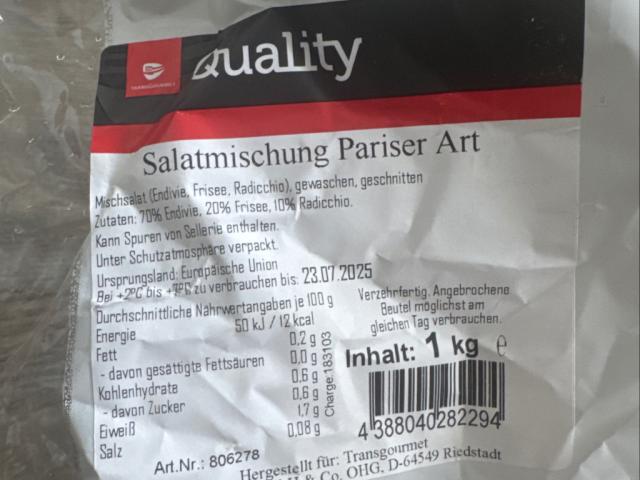 TRANSGOURMET
Quality
Salatmischung Pariser Art
Mischsalat (Endivie, Frisee, Radicchio), gewaschen, geschnitten
Zutaten: 70% Endivie, 20% Frisee, 10% Radicchio.
Kann Spuren von Sellerie enthalten.
Unter Schutzatmosphäre verpackt.
Ursprungsland: Europäische Union
Bei +2°C bis +7°C zu verbrauchen bis: 23.07.2025
Durchschnittliche Nährwertangaben je 100 g
Energie 50 kJ / 12 kcal
Fett 0,2 g
- davon gesättigte Fettsäuren 0,0 g
Kohlenhydrate 0,6 g
- davon Zucker 0,6 g
Eiweiß 1,7 g
Salz 0,08 g
Charge:183103
Verzehrfertig. Angebrochene
Beutel möglichst am
gleichen Tag verbrauchen.
Inhalt: 1 kg e
4388040282294
Art.Nr.: 806278
Hergestellt für: Transgourmet
& Co. OHG, D-64549 Riedstadt